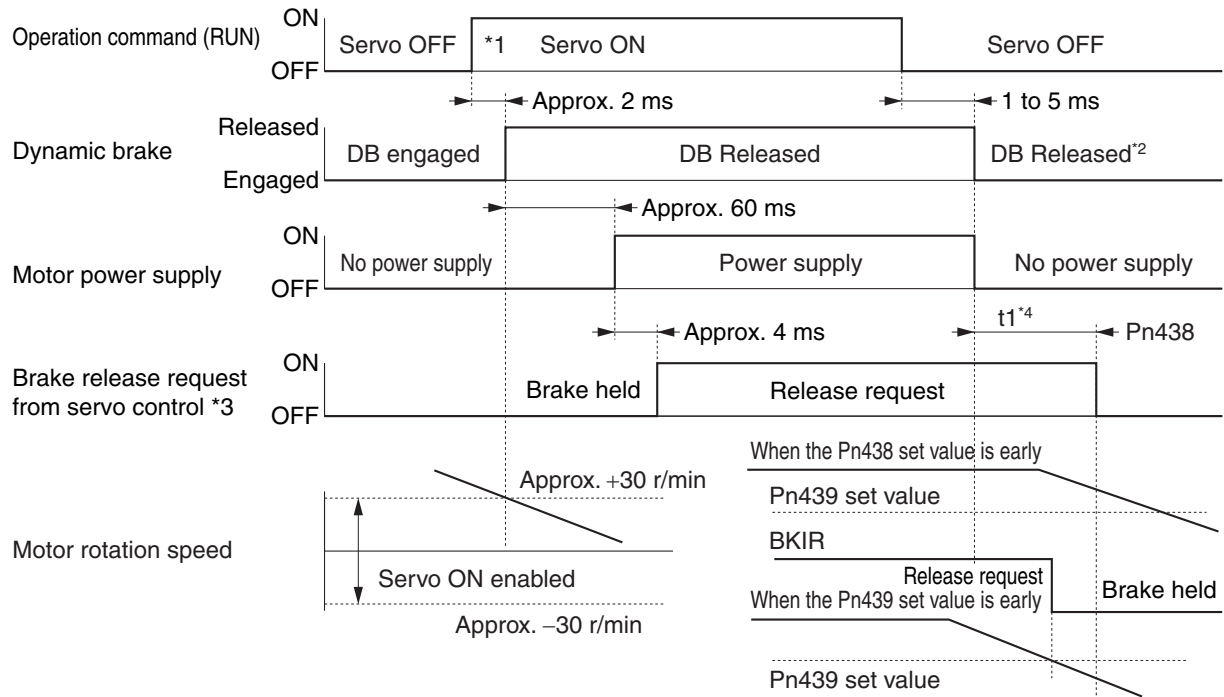 Operation command (RUN)
ON
OFF
Servo OFF
*1 Servo ON
Servo OFF
Approx. 2 ms
1 to 5 ms
Dynamic brake
Released
Engaged
DB engaged
DB Released
DB Released*2
Approx. 60 ms
Motor power supply
ON
OFF
No power supply
Power supply
No power supply
Approx. 4 ms
t1*4
Pn438
Brake release request
from servo control *3
ON
OFF
Brake held
Release request
Motor rotation speed
Approx. +30 r/min
Servo ON enabled
Approx. −30 r/min
When the Pn438 set value is early
Pn439 set value
BKIR
Release request
Brake held
When the Pn439 set value is early
Pn439 set value